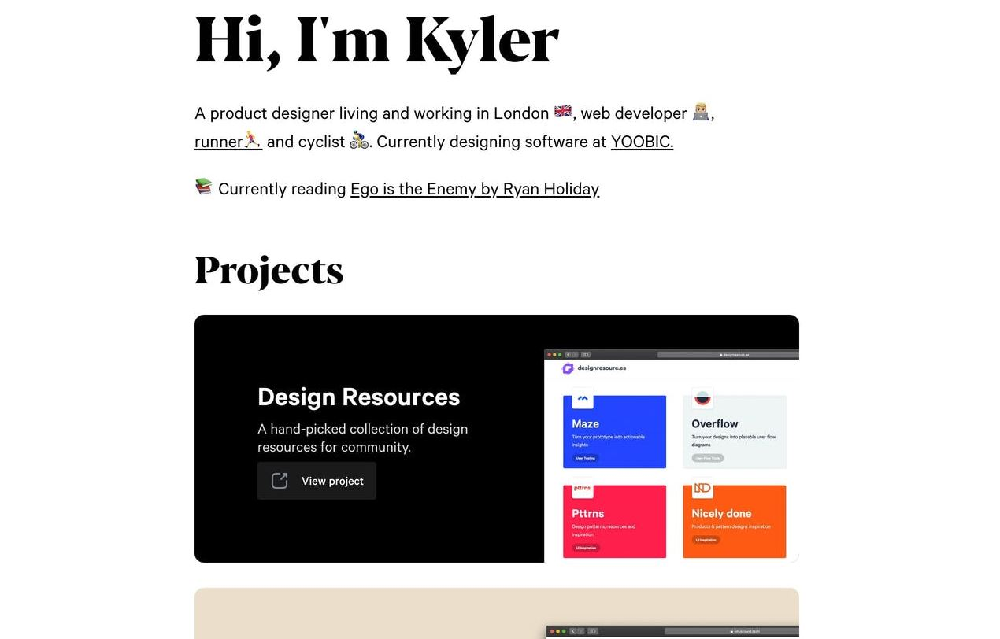 Hi, I'm Kyler
A product designer living and working in London 🇬🇧, web developer 👨🏼‍💻,
runner🏃 and cyclist 🚴. Currently designing software at YOOBIC.
📚 Currently reading Ego is the Enemy by Ryan Holiday
Projects
Design Resources
A hand-picked collection of design
resources for community.
View project
designresourc.es
designresourc.es
Maze
Turn your prototype into actionable
insights
User Testing
Overflow
Turn your designs into playable user flow
diagrams
User Flow Tools
pttrns.
Pttrns
Design patterns, resources and
inspiration
UI Inspiration
Nicely done
Products & pattern designs inspiration
UI Inspiration